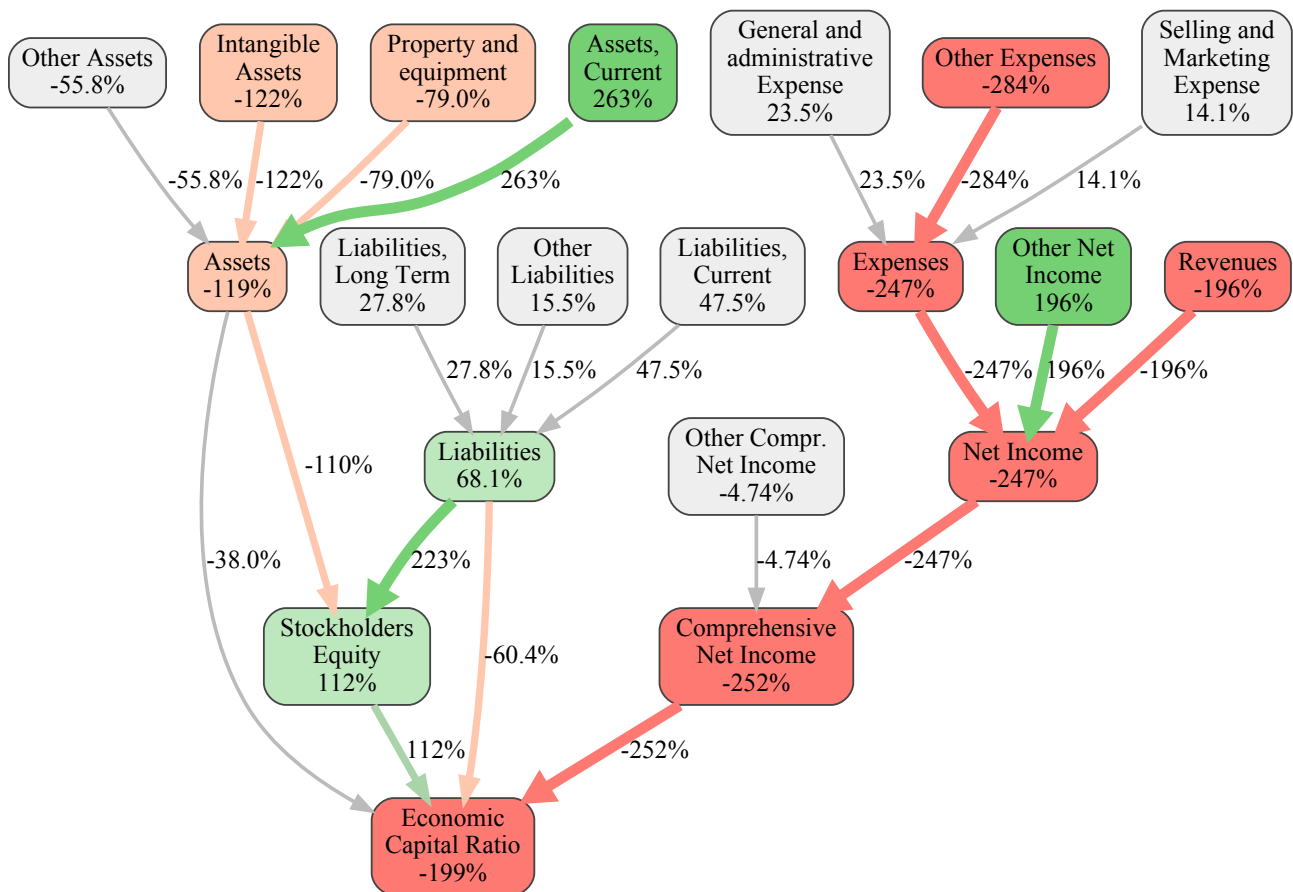 Other Assets
-55.8%
Intangible
Assets
-122%
Property and
equipment
-79.0%
Assets,
Current
263%
General and
administrative
Expense
23.5%
Other Expenses
-284%
Selling and
Marketing
Expense
14.1%
-55.8%
-122%
-79.0%
263%
23.5%
-284%
14.1%
Assets
-119%
Liabilities,
Long Term
27.8%
Other
Liabilities
15.5%
Liabilities,
Current
47.5%
Expenses
-247%
Other Net
Income
196%
Revenues
-196%
27.8%
15.5%
47.5%
-247%
196%
-196%
-110%
Liabilities
68.1%
Other Compr.
Net Income
-4.74%
Net Income
-247%
-38.0%
223%
-4.74%
-247%
Stockholders
Equity
112%
-60.4%
Comprehensive
Net Income
-252%
112%
-252%
Economic
Capital Ratio
-199%